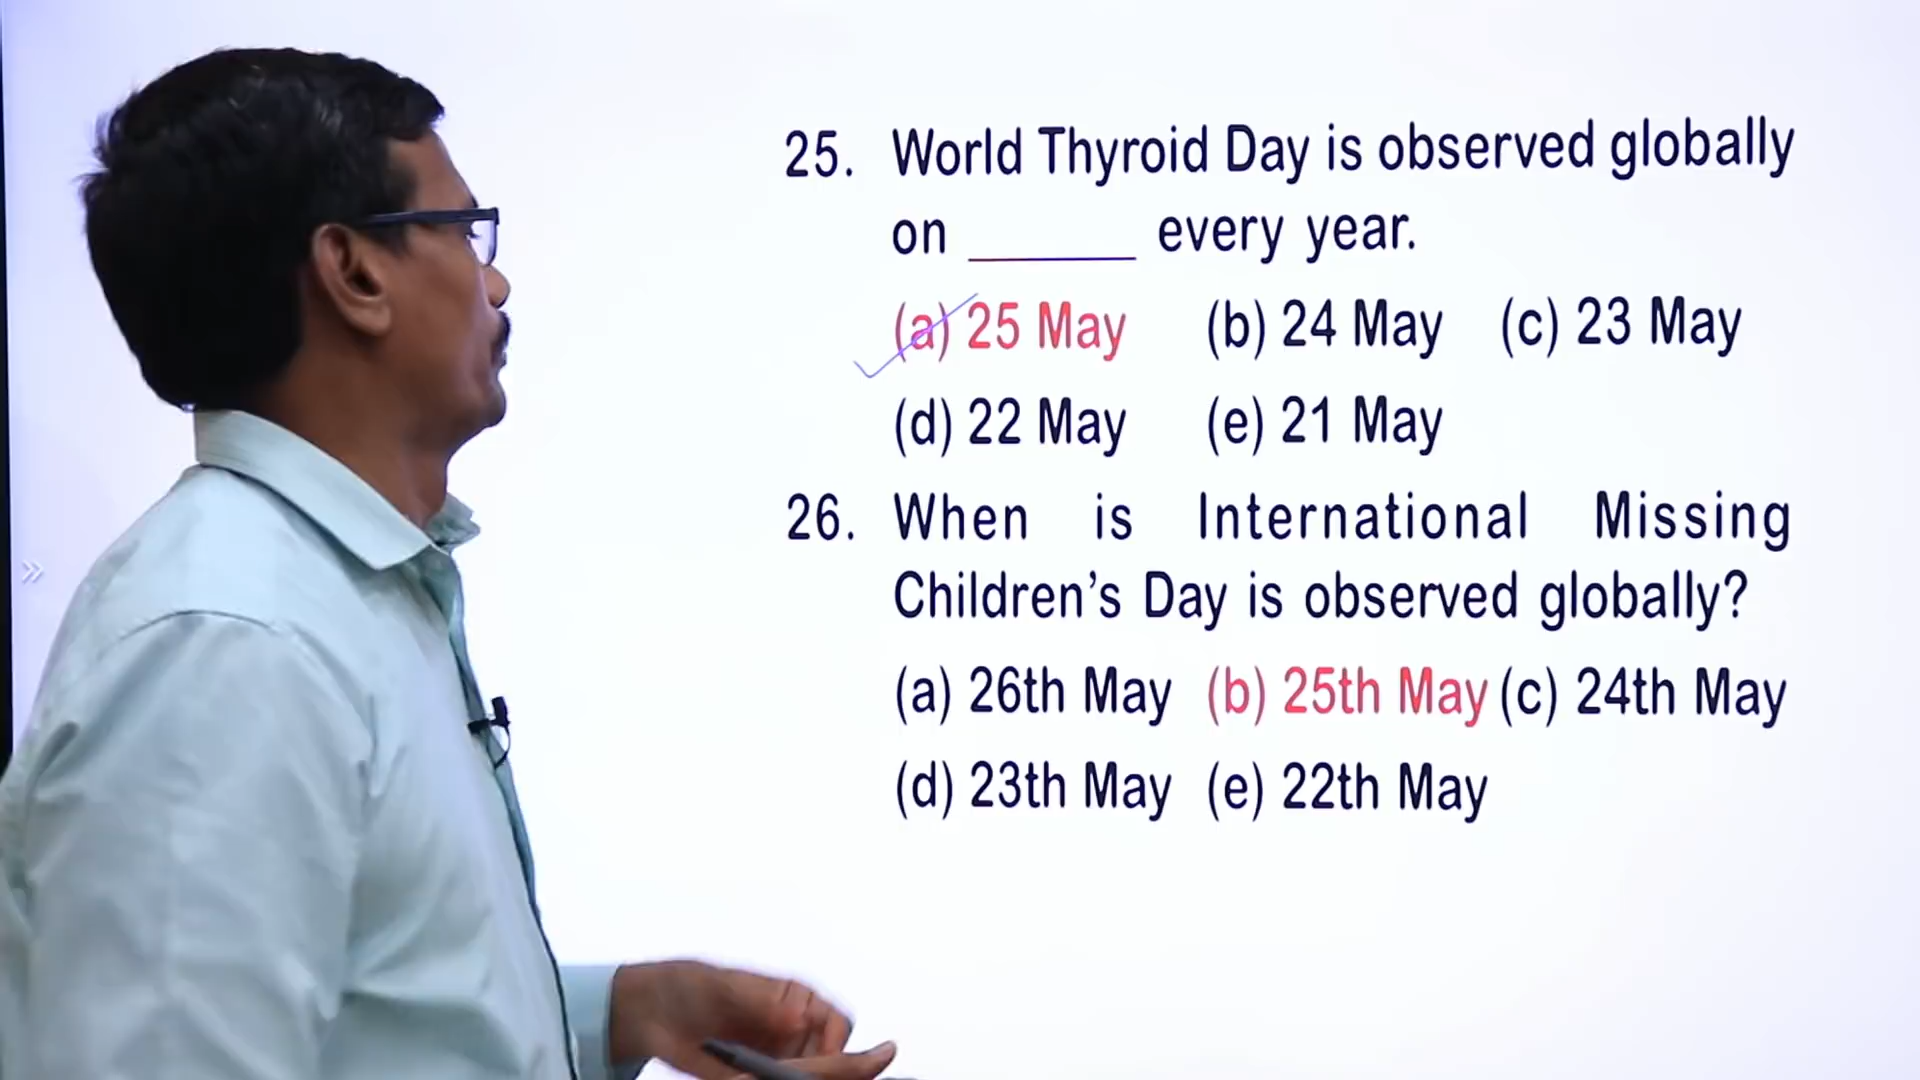 25. World Thyroid Day is observed globally
on ______ every year.
(a) 25 May (b) 24 May (c) 23 May
(d) 22 May (e) 21 May
26. When is International Missing
Children's Day is observed globally?
(a) 26th May (b) 25th May (c) 24th May
(d) 23th May (e) 22th May